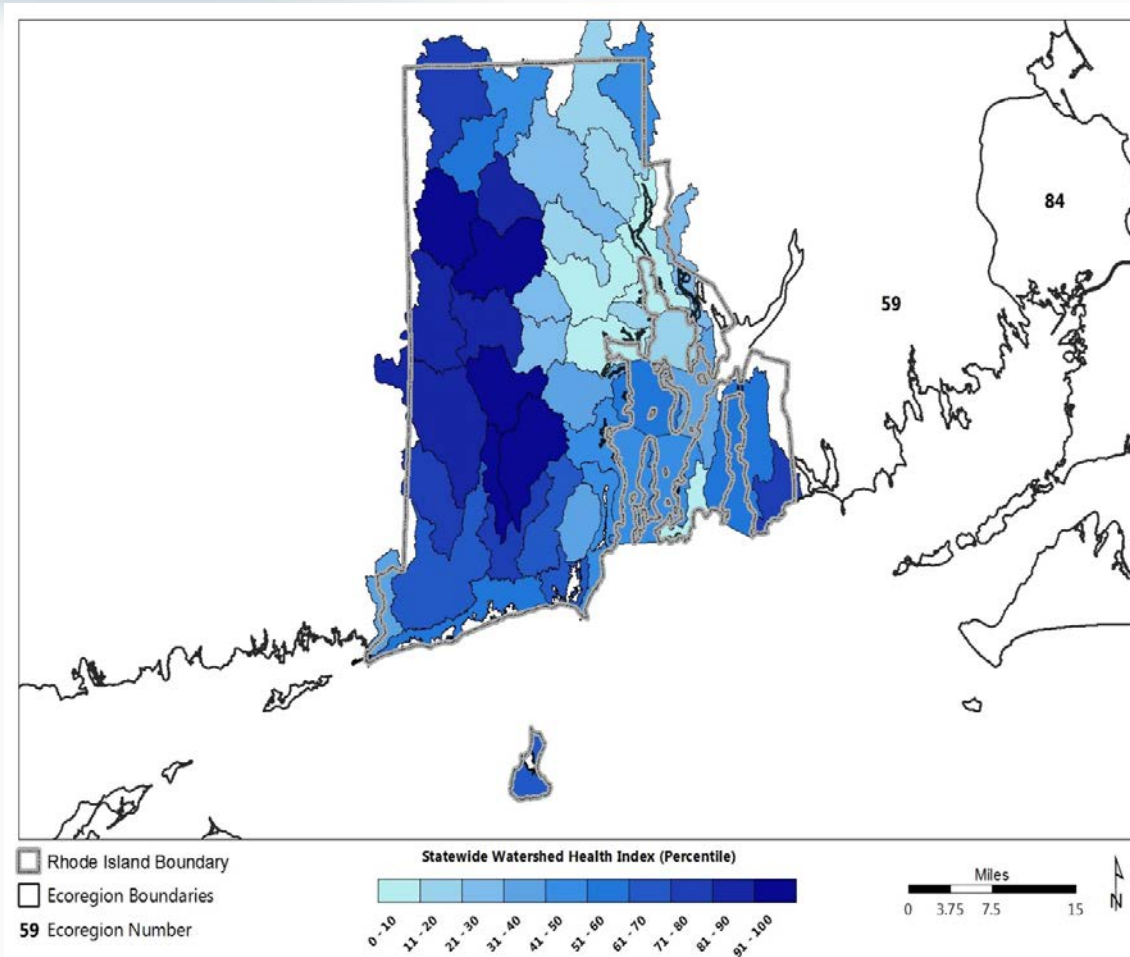 84
59
Rhode Island Boundary
Ecoregion Boundaries
59 Ecoregion Number
Statewide Watershed Health Index (Percentile)
0 - 10
11 - 20
21 - 30
31 - 40
41 - 50
51 - 60
61 - 70
71 - 80
81 - 90
91 - 100
Miles
0 3.75 7.5 15
N